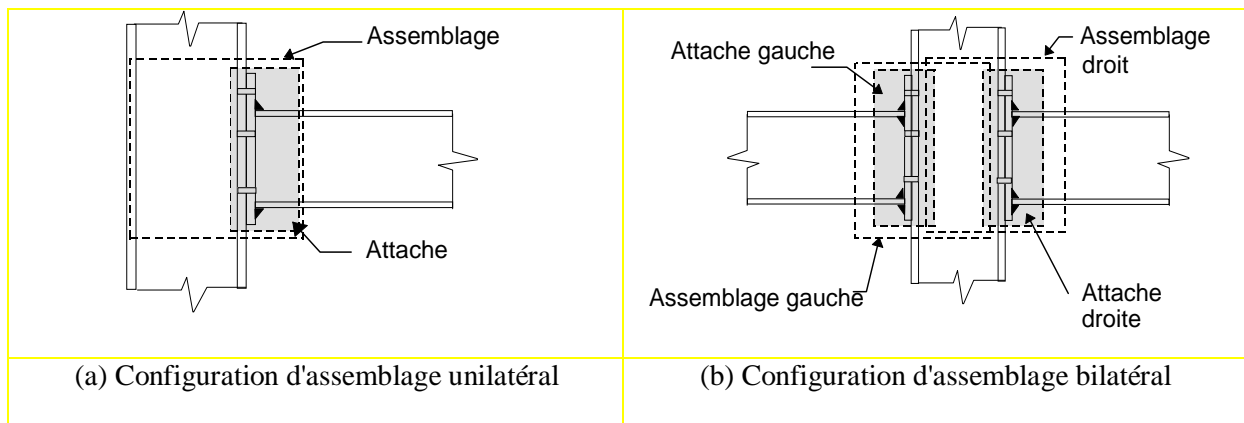 Assemblage
Attache
(a) Configuration d'assemblage unilatéral
Attache gauche
Assemblage
droit
Assemblage gauche
Attache
droite
(b) Configuration d'assemblage bilatéral